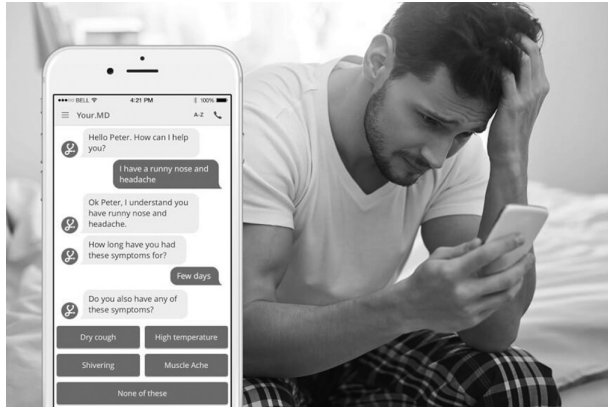 BELL 4:21 PM 100%
Your.MD A-Z
Hello Peter. How can I help
you?
I have a runny nose and
headache
Ok Peter, I understand you
have runny nose and
headache.
How long have you had
these symptoms for?
Few days
Do you also have any of
these symptoms?
Dry cough High temperature
Shivering Muscle Ache
None of these